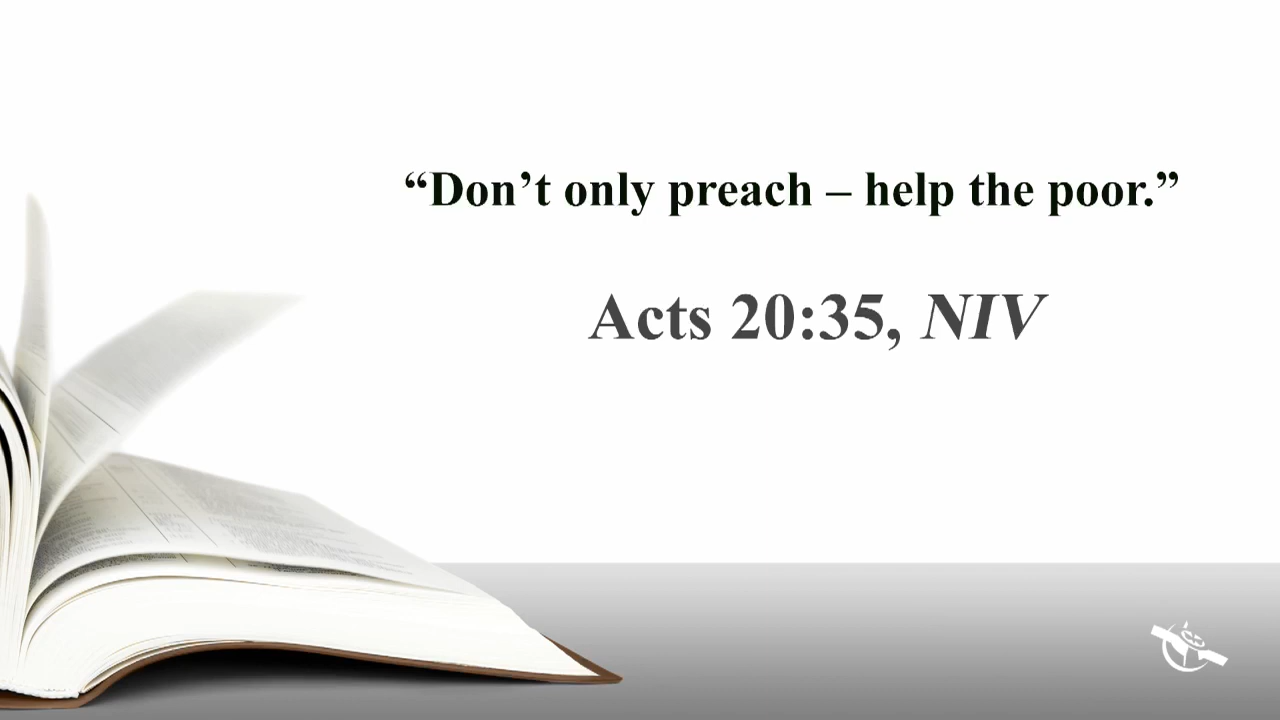 “Don’t only preach – help the poor.”
Acts 20:35, NIV